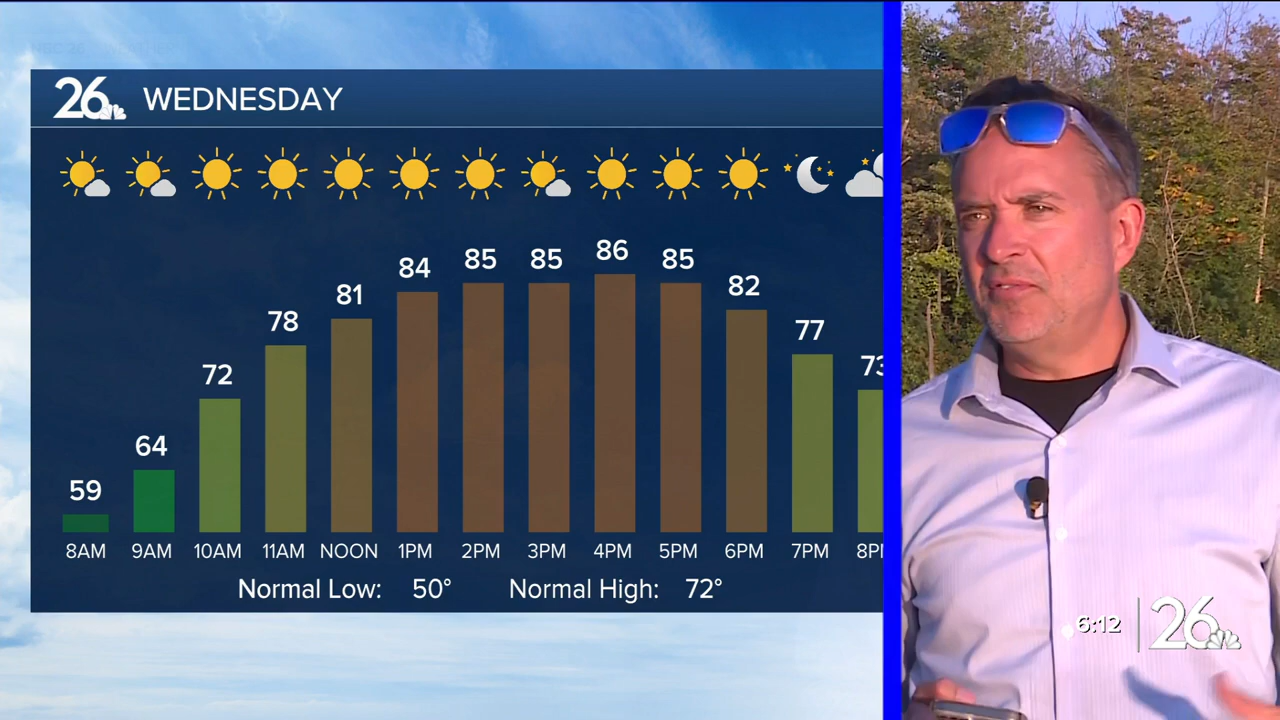 26 WEDNESDAY
84 85 85 86 85 82
81
78 77
72 73
64
59
8AM 9AM 10AM 11AM NOON 1PM 2PM 3PM 4PM 5PM 6PM 7PM
Normal Low: 50° Normal High: 72°
6:12 26